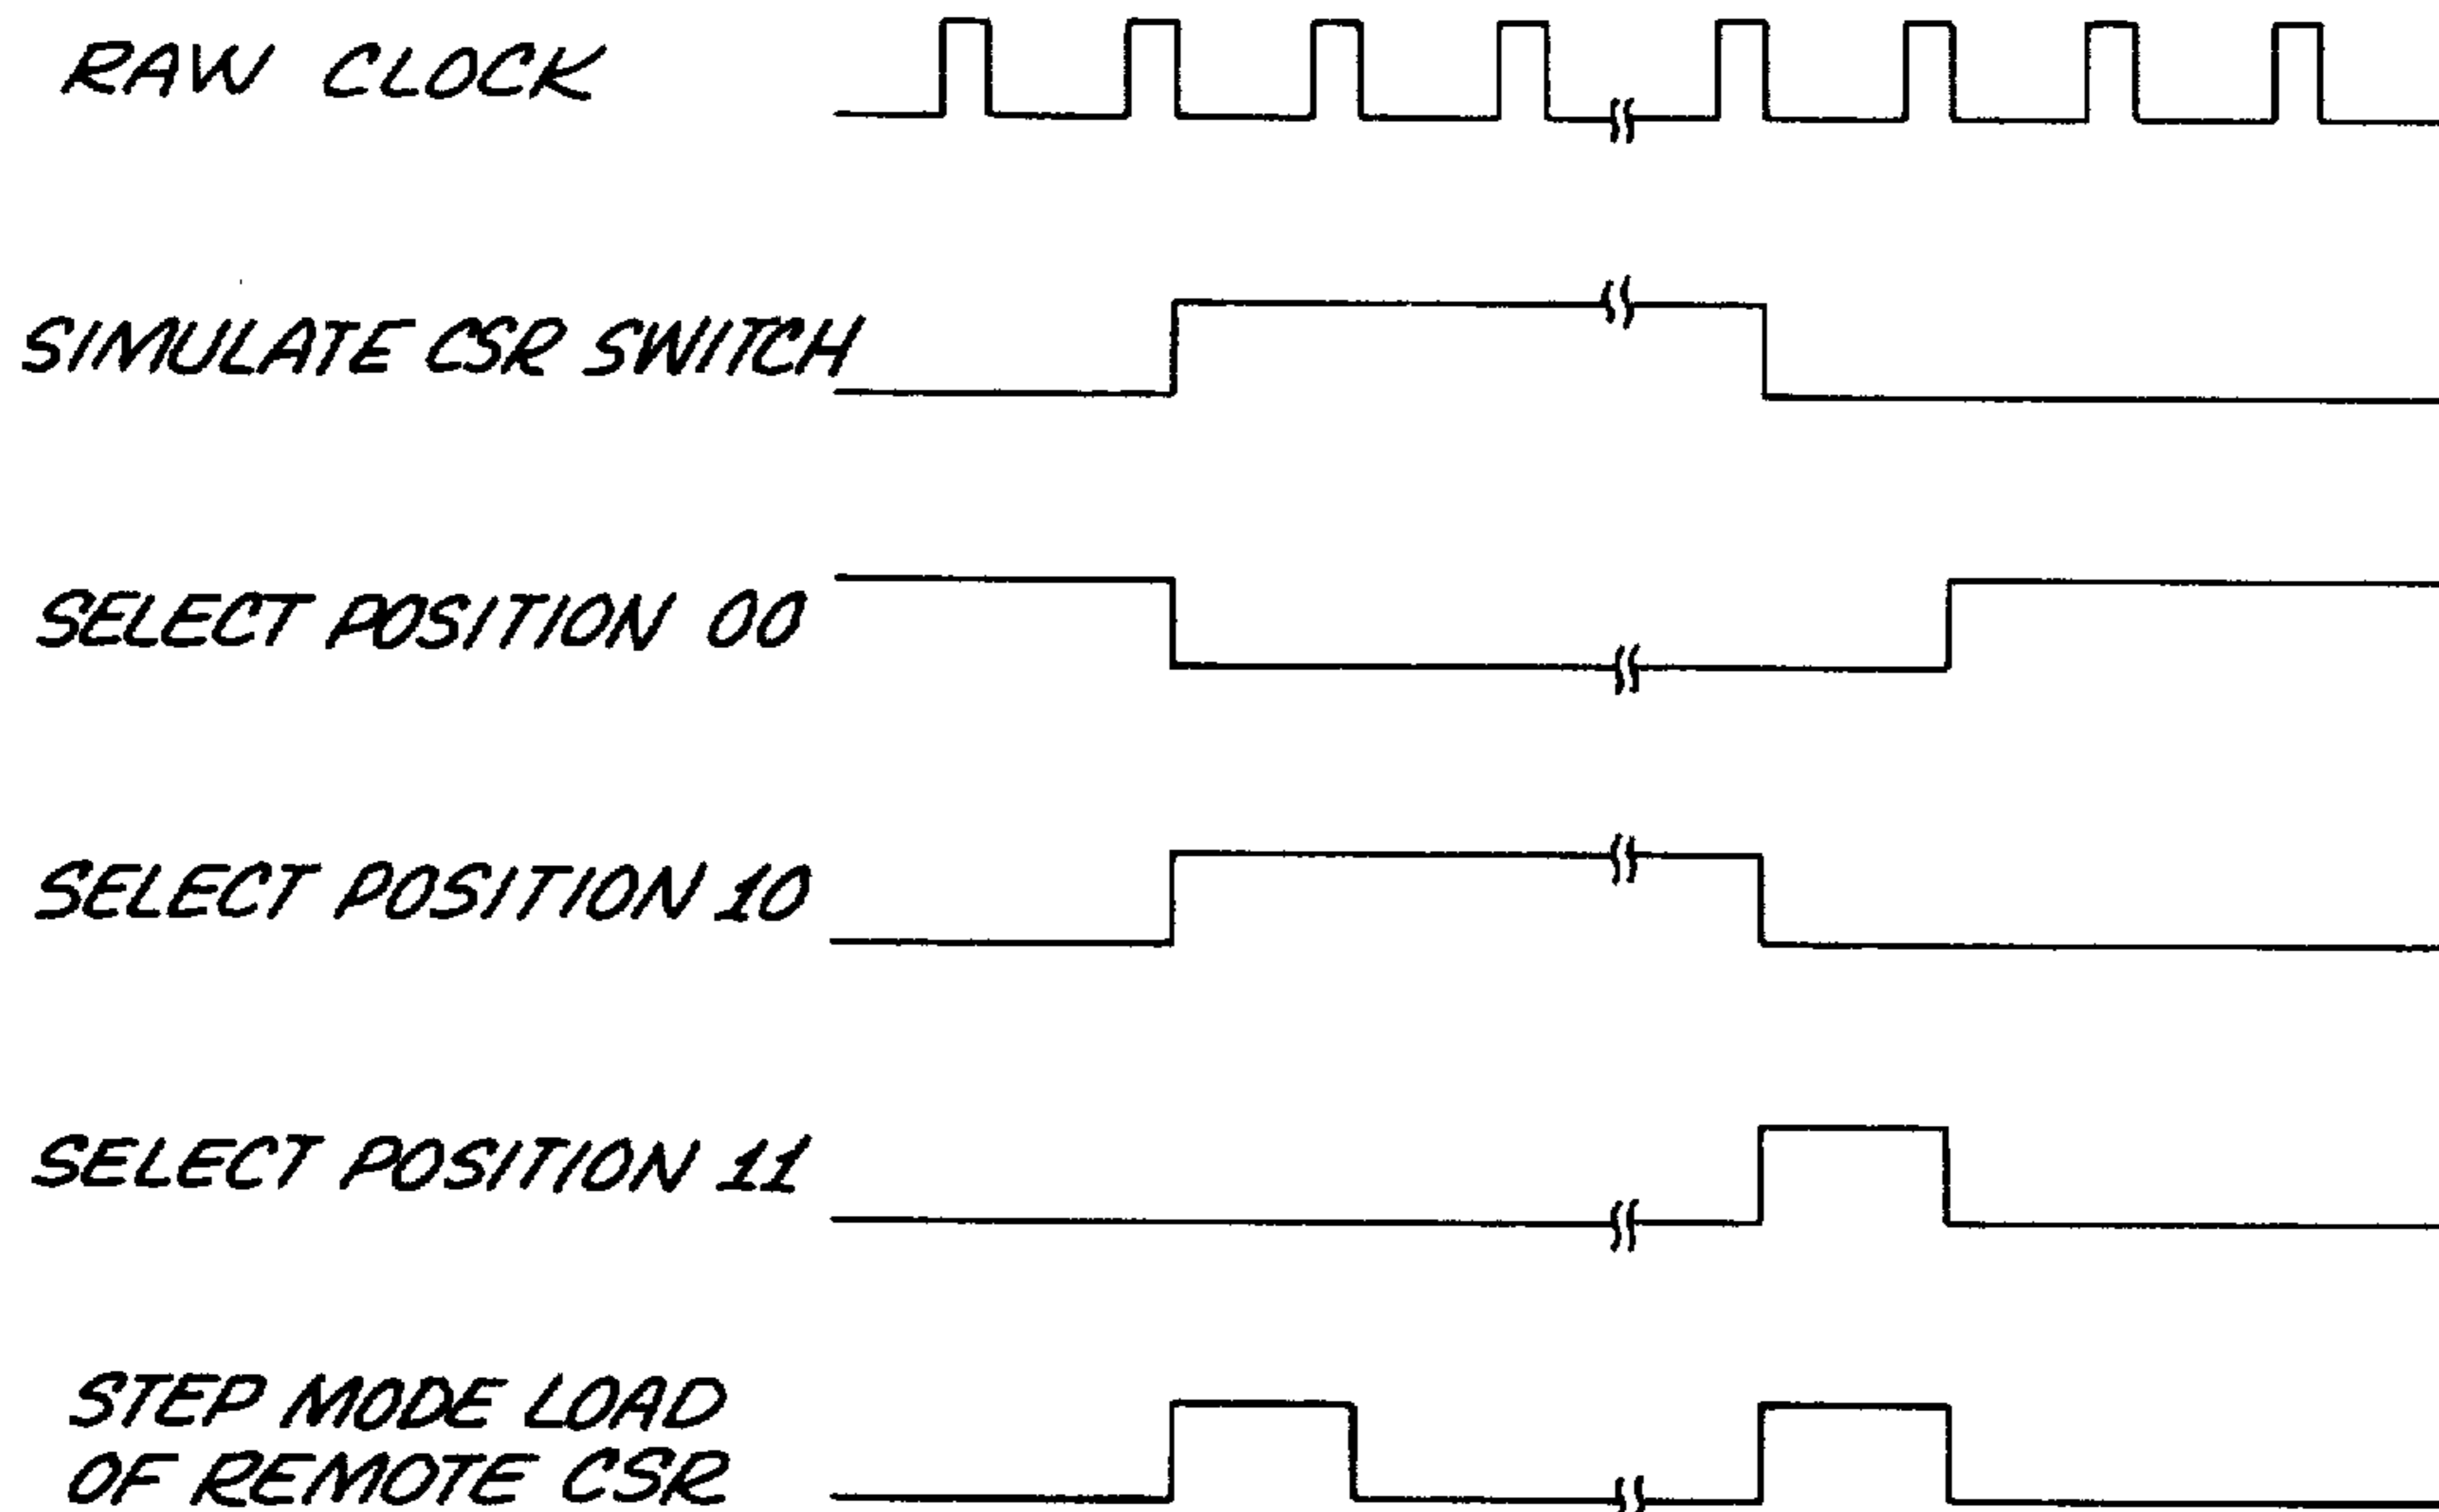 RAW CLOCK
SIMULATE CSR SWITCH
SELECT POSITION 00
SELECT POSITION 10
SELECT POSITION 11
STEP MODE LOAD
OF REMOTE CSR